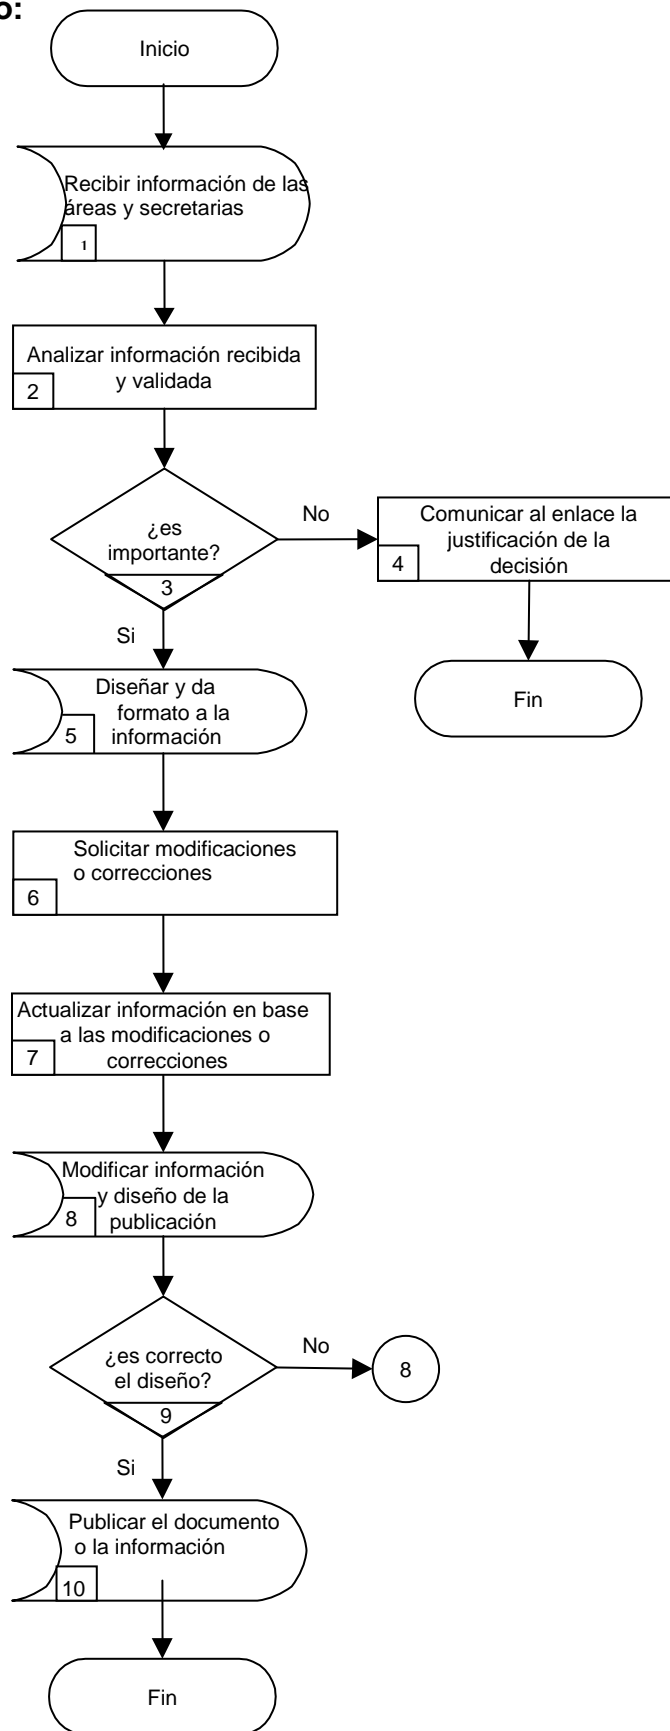 o:
Inicio
Recibir información de las
áreas y secretarias
1
Analizar información recibida
y validada
2
¿es
importante?
3
No
Comunicar al enlace la
justificación de la
decisión
4
Fin
Si
Diseñar y da
formato a la
información
5
Solicitar modificaciones
o correcciones
6
Actualizar información en base
a las modificaciones o
correcciones
7
Modificar información
y diseño de la
publicación
8
¿es correcto
el diseño?
9
No
8
Si
Publicar el documento
o la información
10
Fin